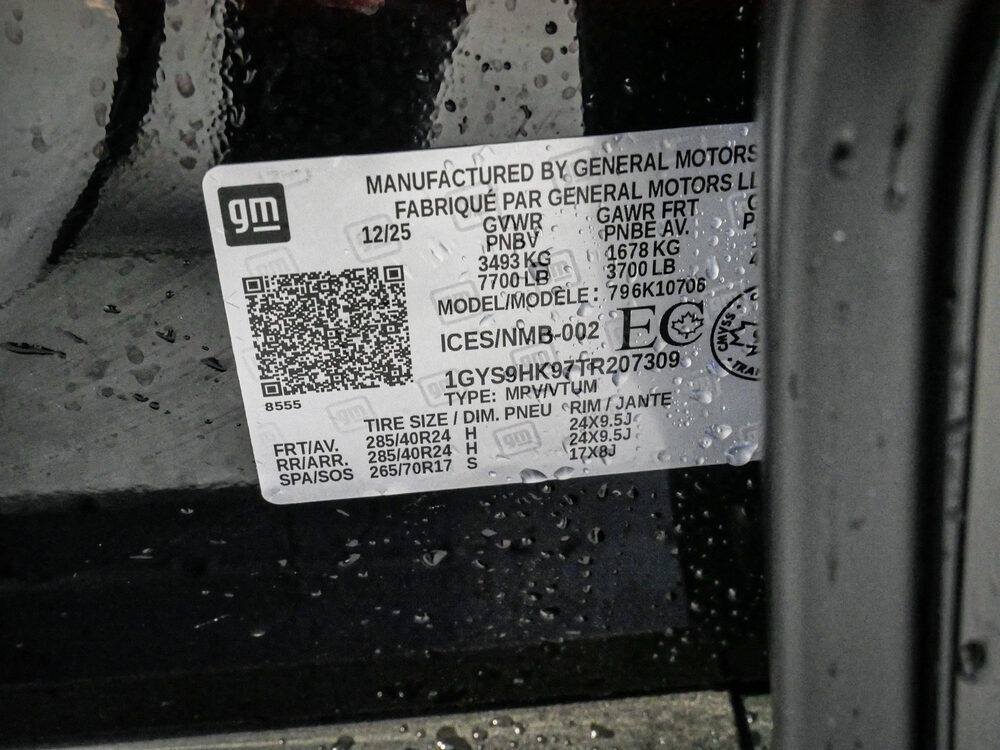 gm
MANUFACTURED BY GENERAL MOTORS
FABRIQUÉ PAR GENERAL MOTORS
12/25
GVWR GAWR FRT
PNBV PNBE AV.
3493 KG 1678 KG
7700 LB 3700 LB
MODEL/MODÈLE : 796K10706
ICES/NMB-002 EC
CMVSS
1GYS9HK97TR207309
8555
TYPE: MPV/VTUM
TIRE SIZE / DIM. PNEU RIM / JANTE
FRT/AV. 285/40R24 H 24X9.5J
RR/ARR. 285/40R24 H 24X9.5J
SPA/SOS 265/70R17 S 17X8J